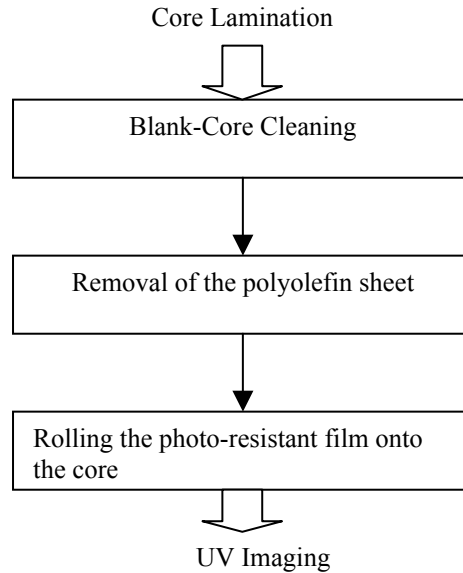 Core Lamination
Blank-Core Cleaning
Removal of the polyolefin sheet
Rolling the photo-resistant film onto
the core
UV Imaging